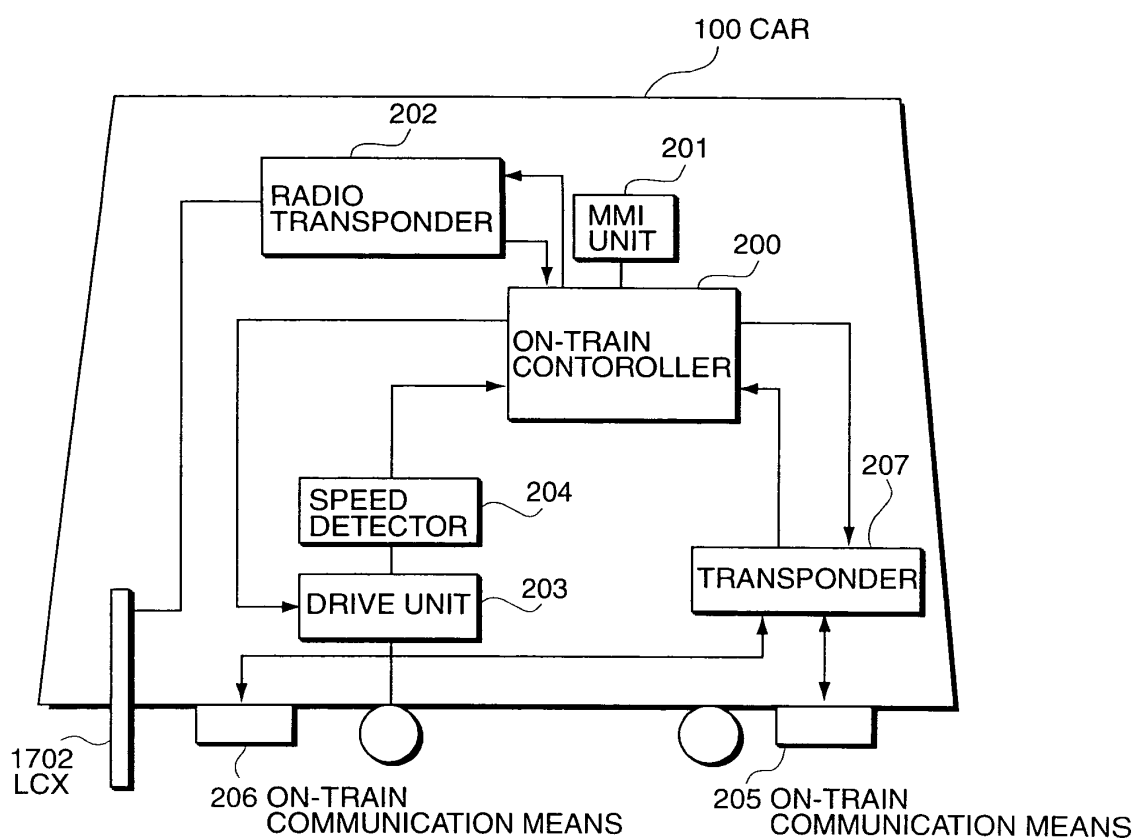 100 CAR
202
RADIO
TRANSPONDER
201
MMI
UNIT
200
ON-TRAIN
CONTOROLLER
207
SPEED
DETECTOR
204
TRANSPONDER
DRIVE UNIT
203
1702
LCX
206 ON-TRAIN
COMMUNICATION MEANS
205 ON-TRAIN
COMMUNICATION MEANS